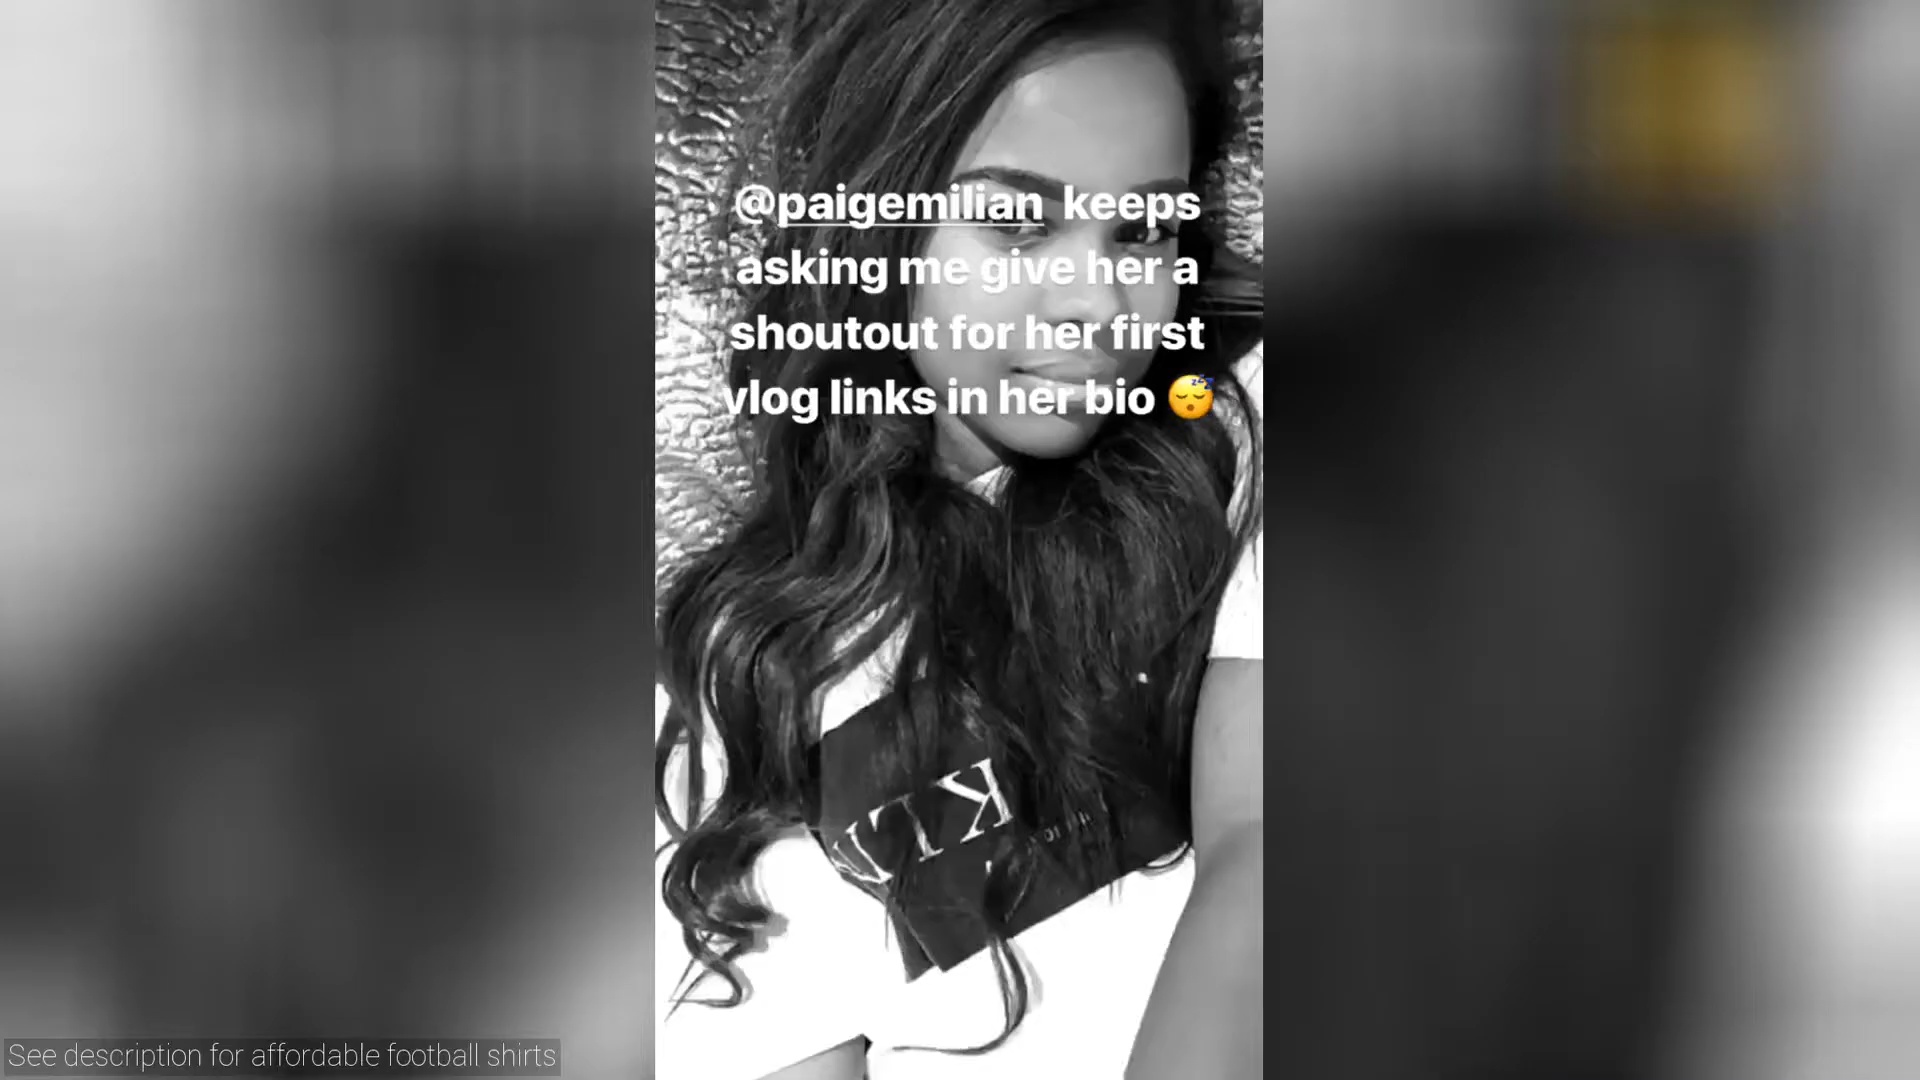 @paigemilian keeps
asking me give her a
shoutout for her first
vlog links in her bio 😴
See description for affordable football shirts